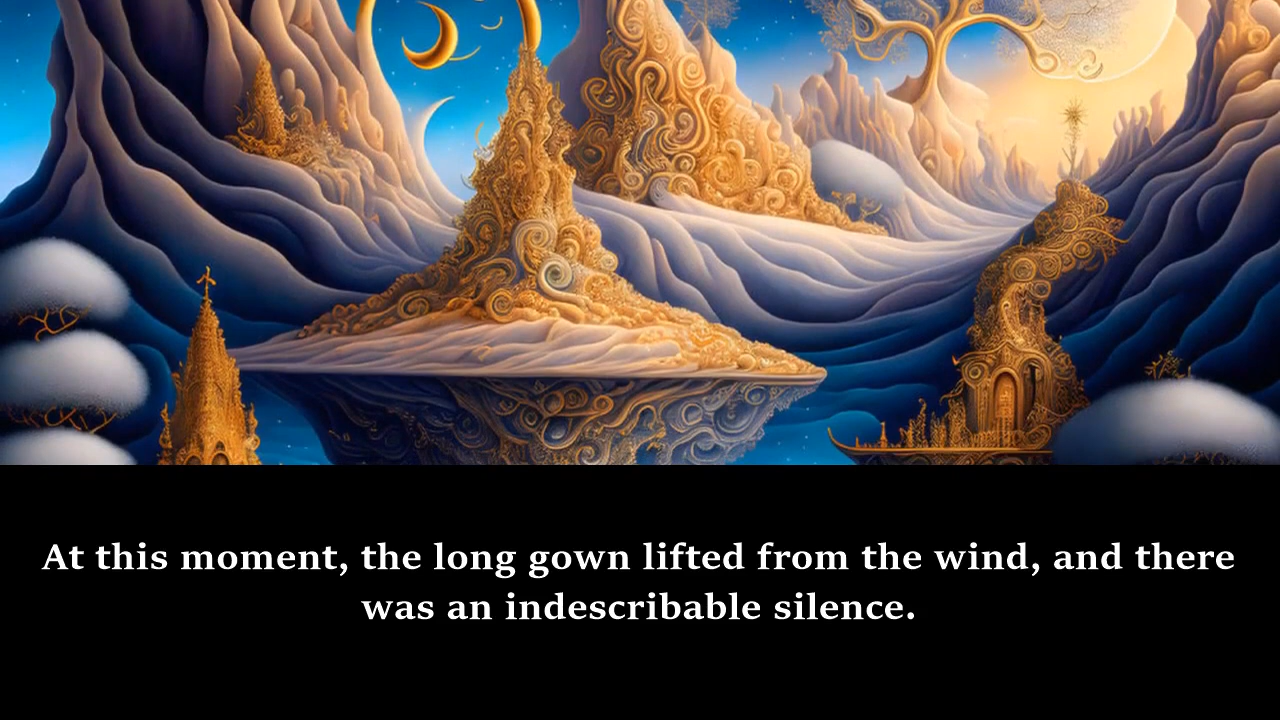 At this moment, the long gown lifted from the wind, and there
was an indescribable silence.